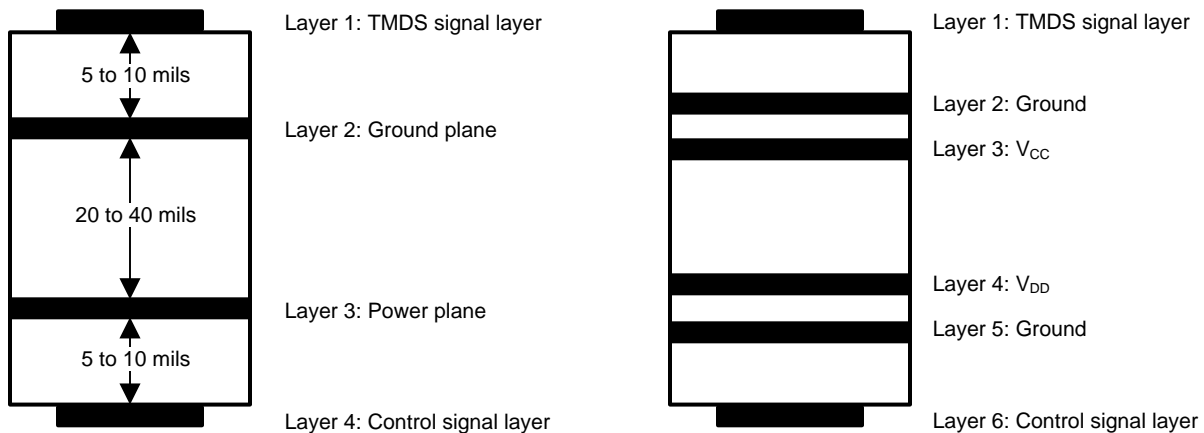 Layer 1: TMDS signal layer
5 to 10 mils
Layer 2: Ground plane
20 to 40 mils
Layer 3: Power plane
5 to 10 mils
Layer 4: Control signal layer
Layer 1: TMDS signal layer
Layer 2: Ground
Layer 3: VCC
Layer 4: VDD
Layer 5: Ground
Layer 6: Control signal layer